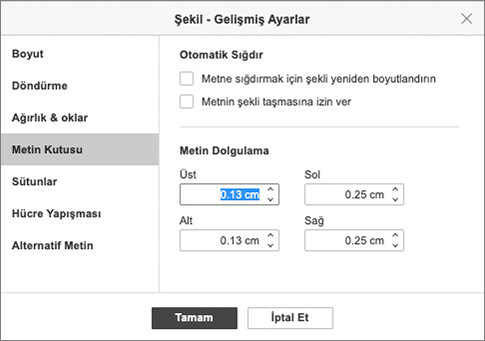 Şekil - Gelişmiş Ayarlar
Boyut
Döndürme
Ağırlık & oklar
Metin Kutusu
Sütunlar
Hücre Yapışması
Alternatif Metin
Otomatik Sığdır
Metne sığdırmak için şekli yeniden boyutlandırın
Metnin şekli taşmasına izin ver
Metin Dolgulama
Üst Sol
0.13 cm 0.25 cm
Alt Sağ
0.13 cm 0.25 cm
Tamam İptal Et